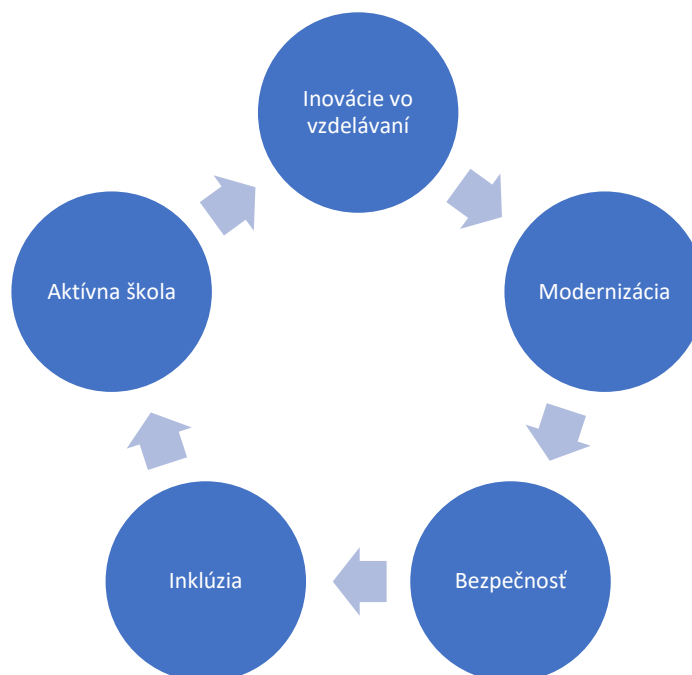 Inovácie vo
vzdelávaní
Modernizácia
Bezpečnosť
Inklúzia
Aktívna škola